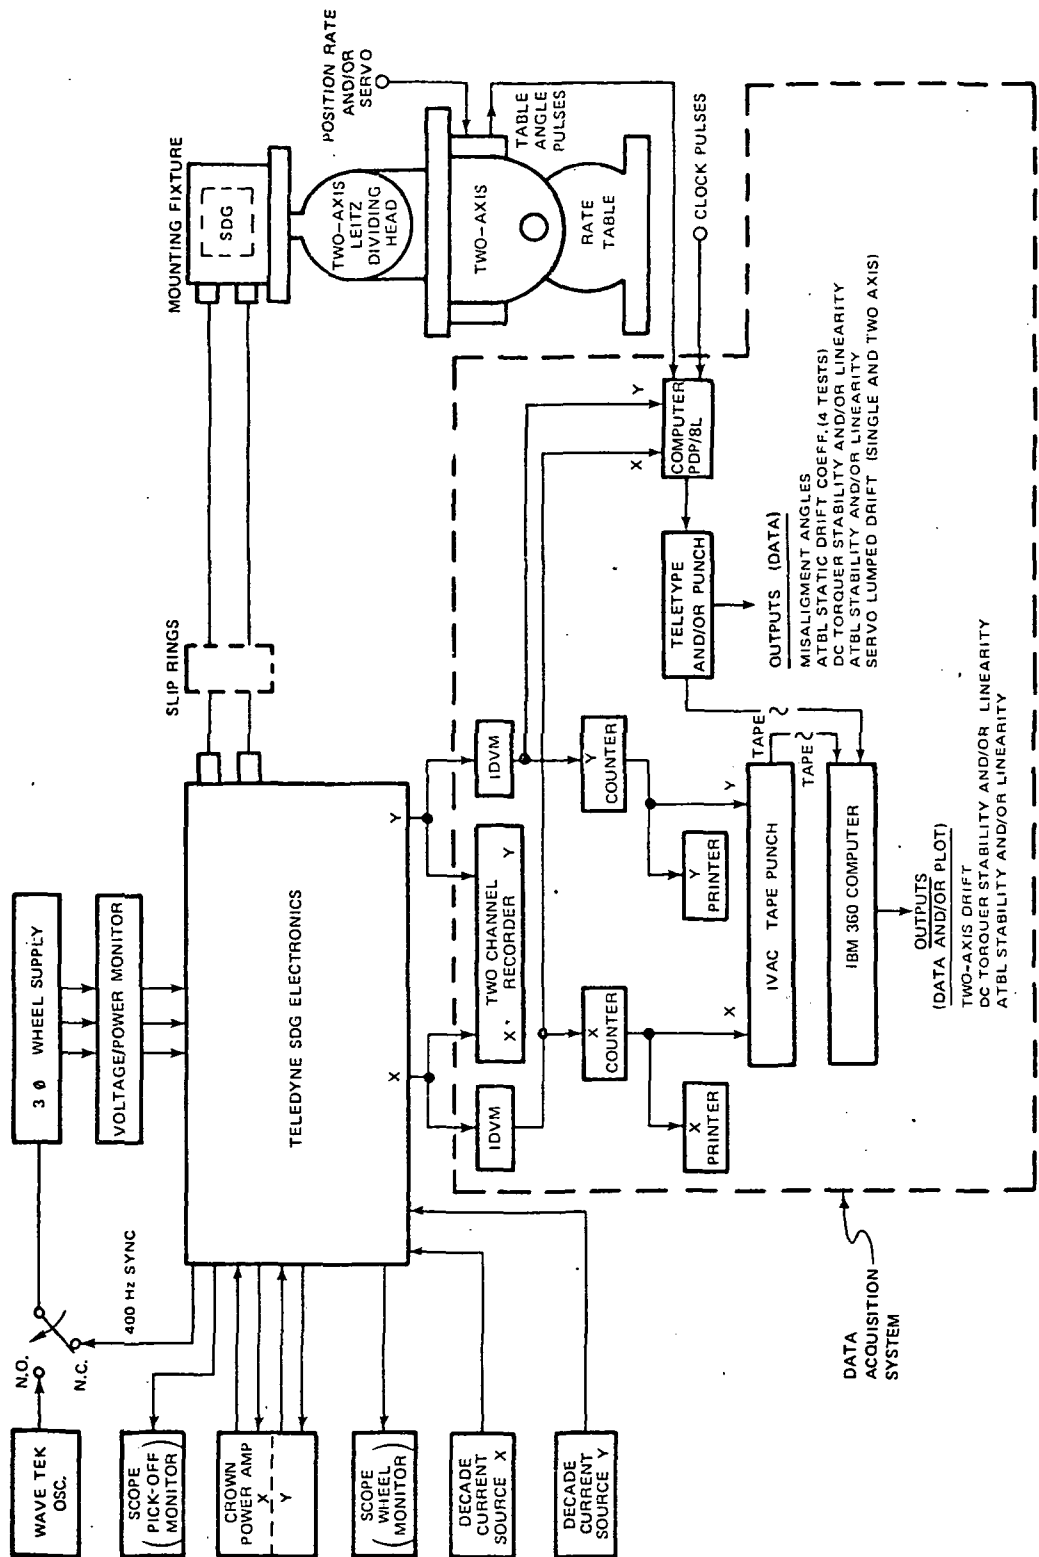 WAVE TEK
OSC.
N.O.
N.C.
400 Hz SYNC
3 Ø WHEEL SUPPLY
VOLTAGE/POWER MONITOR
SCOPE
(PICK-OFF
MONITOR)
CROWN
POWER AMP
X
Y
SCOPE
(WHEEL
MONITOR)
DECADE
CURRENT
SOURCE X
DECADE
CURRENT
SOURCE Y
TELEDYNE SDG ELECTRONICS
X
Y
SLIP RINGS
MOUNTING FIXTURE
SDG
TWO-AXIS
LEITZ
DIVIDING
HEAD
POSITION RATE
AND/OR
SERVO
TWO-AXIS
TABLE
ANGLE
PULSES
RATE
TABLE
CLOCK PULSES
IDVM
TWO CHANNEL
X RECORDER Y
IDVM
X
COUNTER
Y
COUNTER
X
PRINTER
Y
PRINTER
X
Y
IVAC TAPE PUNCH
TAPE
TAPE
IBM 360 COMPUTER
X
Y
COMPUTER
PDP/8L
TELETYPE
AND/OR PUNCH
OUTPUTS (DATA)
MISALIGMENT ANGLES
ATBL STATIC DRIFT COEFF. (4 TESTS)
DC TORQUER STABILITY AND/OR LINEARITY
ATBL STABILITY AND/OR LINEARITY
SERVO LUMPED DRIFT (SINGLE AND TWO AXIS)
OUTPUTS
(DATA AND/OR PLOT)
TWO-AXIS DRIFT
DC TORQUER STABILITY AND/OR LINEARITY
ATBL STABILITY AND/OR LINEARITY
DATA
ACQUISITION
SYSTEM